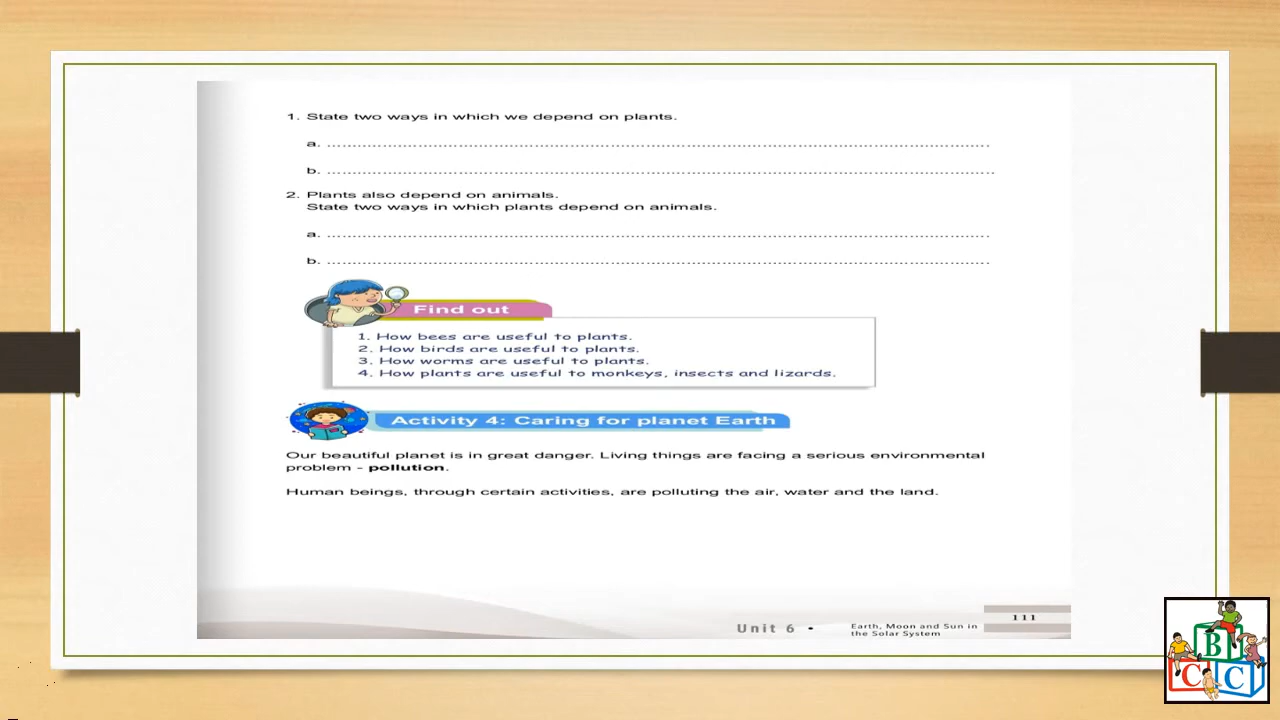 1. State two ways in which we depend on plants.
a. ........................................................................................................................................
b. ........................................................................................................................................
2. Plants also depend on animals.
State two ways in which plants depend on animals.
a. ........................................................................................................................................
b. ........................................................................................................................................
Find out
1. How bees are useful to plants.
2. How birds are useful to plants.
3. How worms are useful to plants.
4. How plants are useful to monkeys, insects and lizards.
Activity 4: Caring for planet Earth
Our beautiful planet is in great danger. Living things are facing a serious environmental
problem - pollution.
Human beings, through certain activities, are polluting the air, water and the land.
111
Unit 6 •
Earth, Moon and Sun in
the Solar System
B
C C